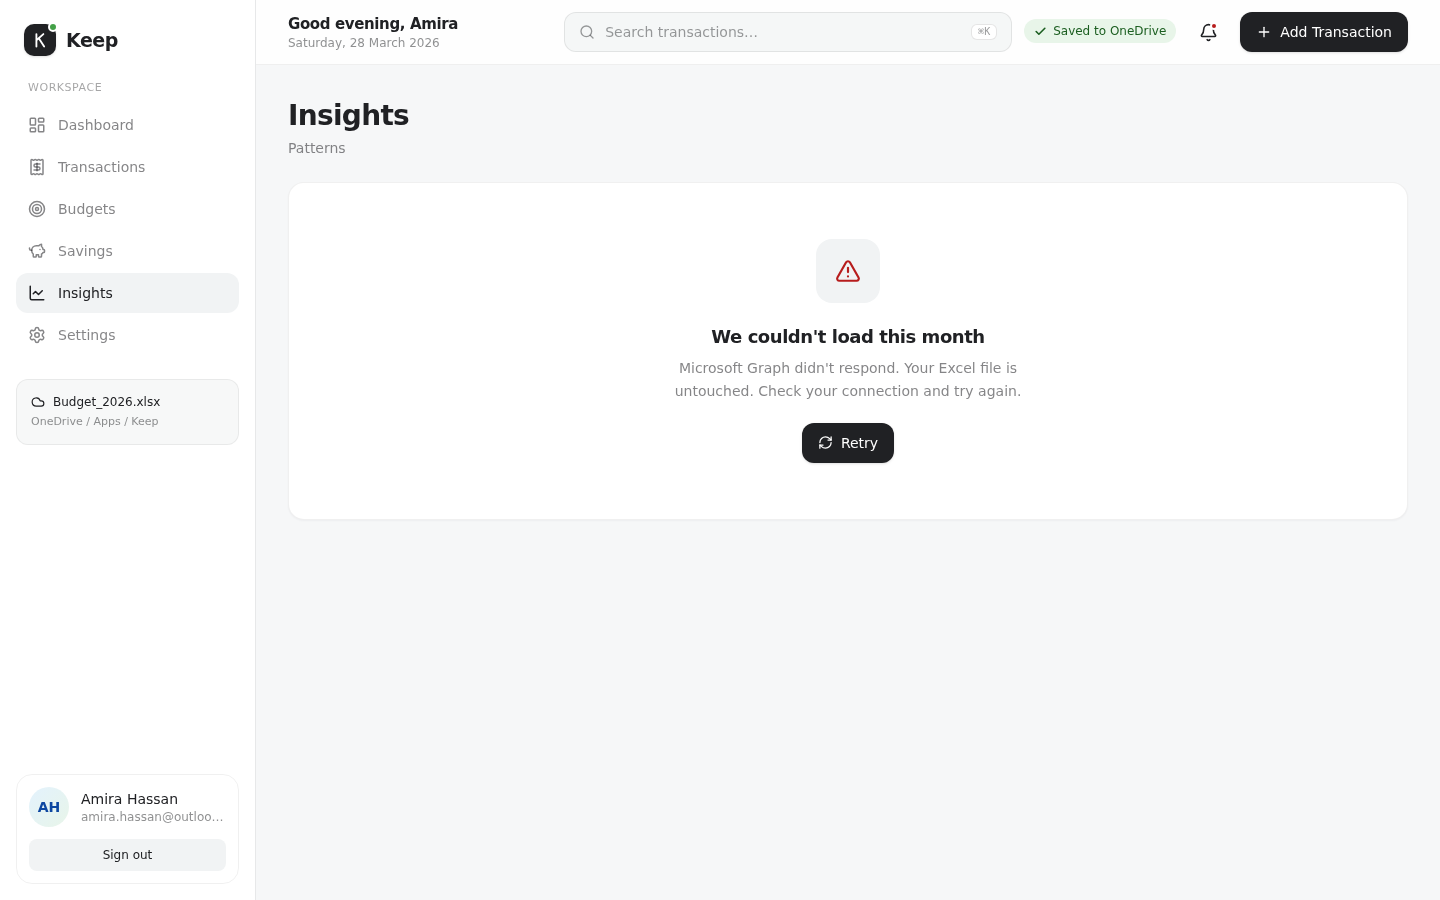 Keep
WORKSPACE
Dashboard
Transactions
Budgets
Savings
Insights
Settings
Budget_2026.xlsx
OneDrive / Apps / Keep
AH
Amira Hassan
amira.hassan@outloo...
Sign out
Good evening, Amira
Saturday, 28 March 2026
Search transactions...
⌘K
Saved to OneDrive
Add Transaction
Insights
Patterns
We couldn't load this month
Microsoft Graph didn't respond. Your Excel file is
untouched. Check your connection and try again.
Retry